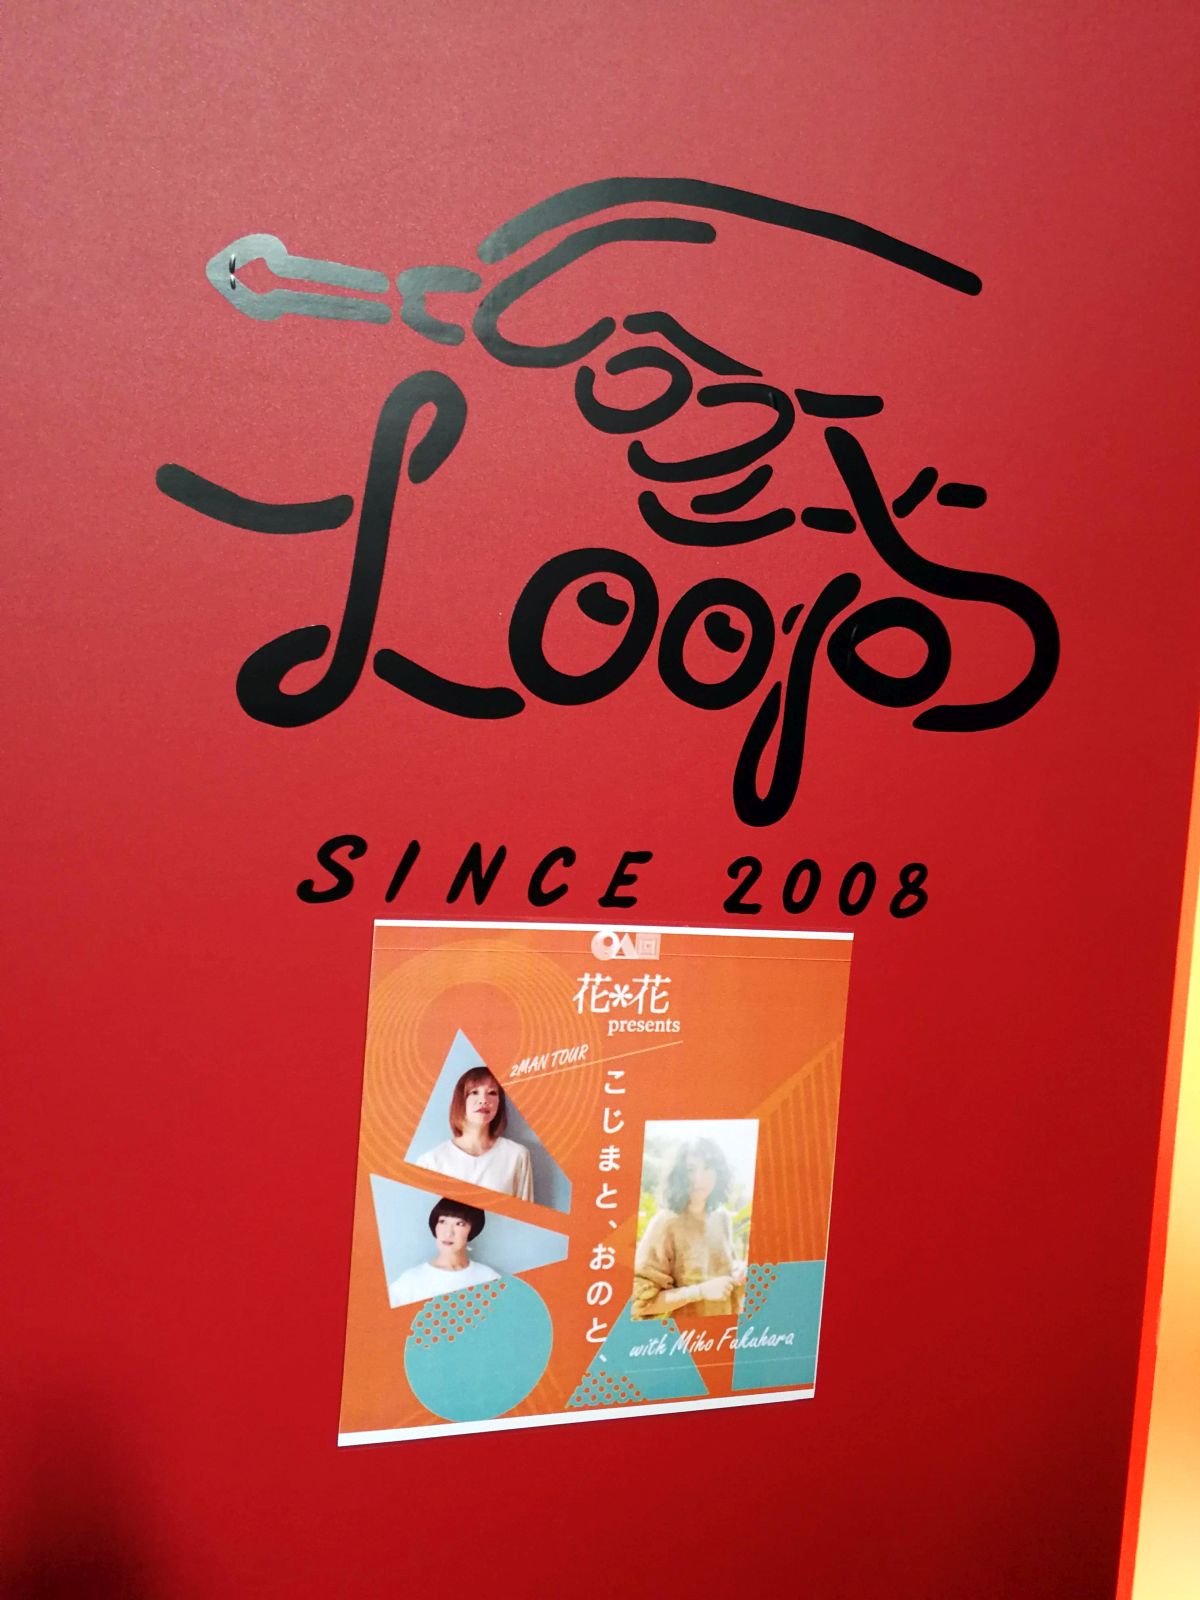 Loops
SINCE 2008
花*花
presents
2MAN TOUR
こじまと、おのと、
with Miho Fukuhara